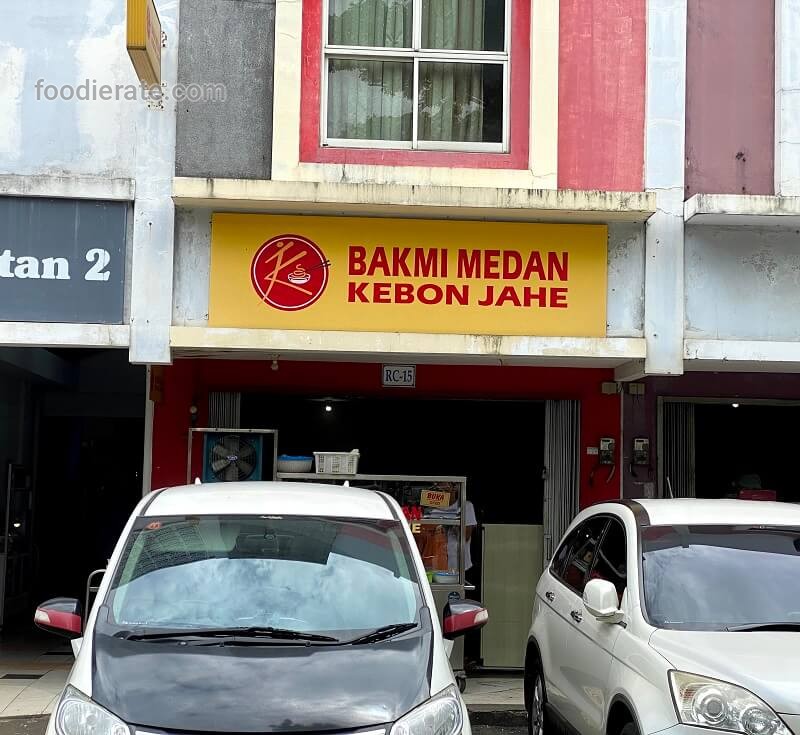 foodierate.com
tan 2
BAKMI MEDAN
KEBON JAHE
RC-15
BUKA